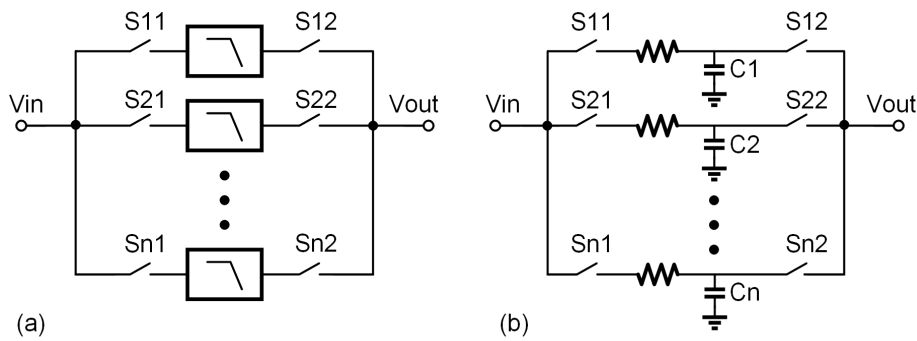 S11 S12
Vin S21 S22 Vout
Sn1 Sn2
(a)
S11 S12
C1
Vin S21 S22 Vout
C2
Sn1 Sn2
Cn
(b)